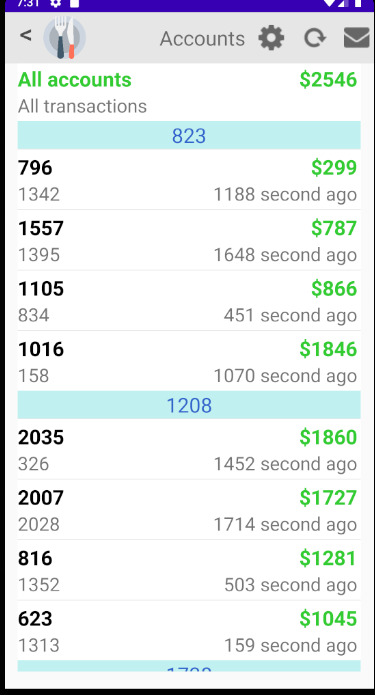 7:31
< Accounts
All accounts $2546
All transactions
823
796 $299
1342 1188 second ago
1557 $787
1395 1648 second ago
1105 $866
834 451 second ago
1016 $1846
158 1070 second ago
1208
2035 $1860
326 1452 second ago
2007 $1727
2028 1714 second ago
816 $1281
1352 503 second ago
623 $1045
1313 159 second ago